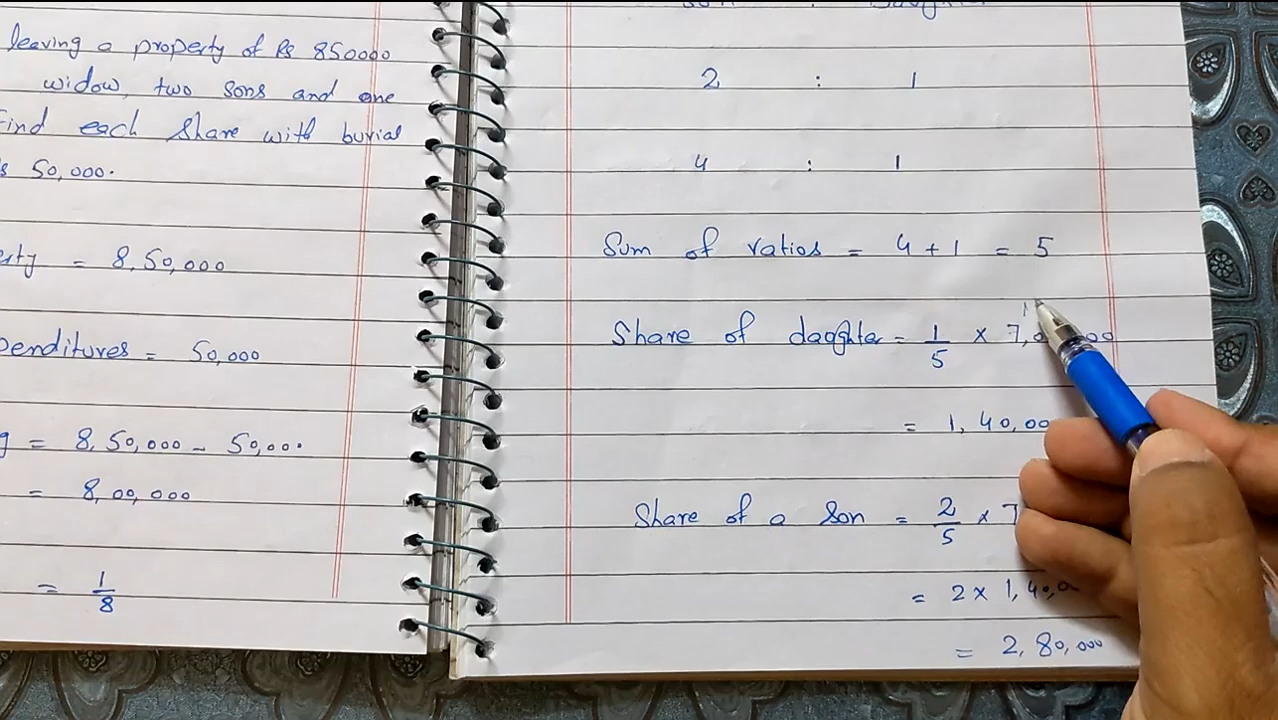 leaving a property of Rs 850000
widow, two sons and one
find each share with burial
50,000.
= 8,50,000
= 50,000
= 8,50,000 - 50,000
= 8,00,000
= 1/8
2 : 1
4 : 1
Sum of ratios = 4 + 1 = 5
Share of daughter = 1/5 ×
= 1,40,00
Share of a son = 2/5 × 7
= 2 × 1,40,0
= 2,80,000